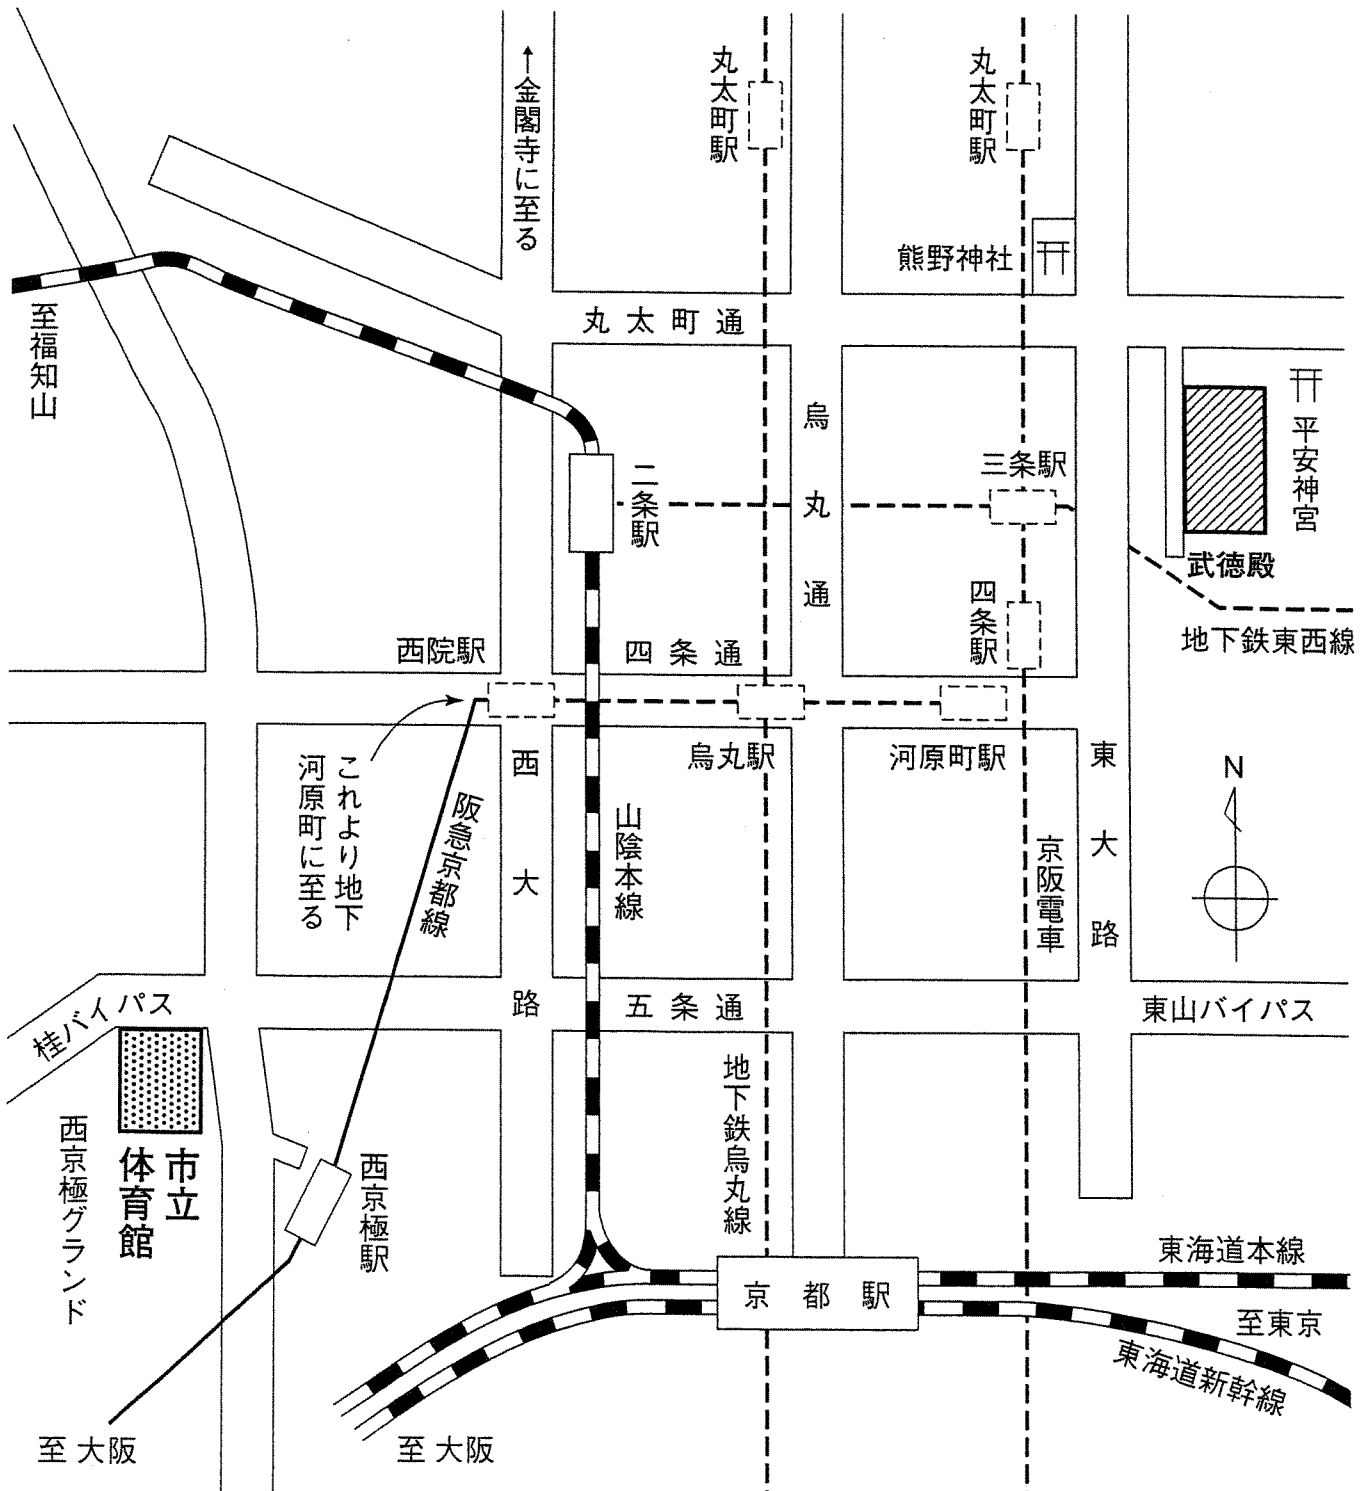 ↑金閣寺に至る
丸太町駅
丸太町駅
熊野神社
至福知山
丸太町通
烏丸通
二条駅
三条駅
平安神宮
武徳殿
四条駅
地下鉄東西線
西院駅
四条通
烏丸駅
河原町駅
これより地下
河原町に至る
阪急京都線
西大路
山陰本線
京阪電車
東大路
N
桂バイパス
五条通
東山バイパス
西京極グランド
市立
体育館
西京極駅
地下鉄烏丸線
京都駅
東海道本線
至東京
東海道新幹線
至大阪
至大阪